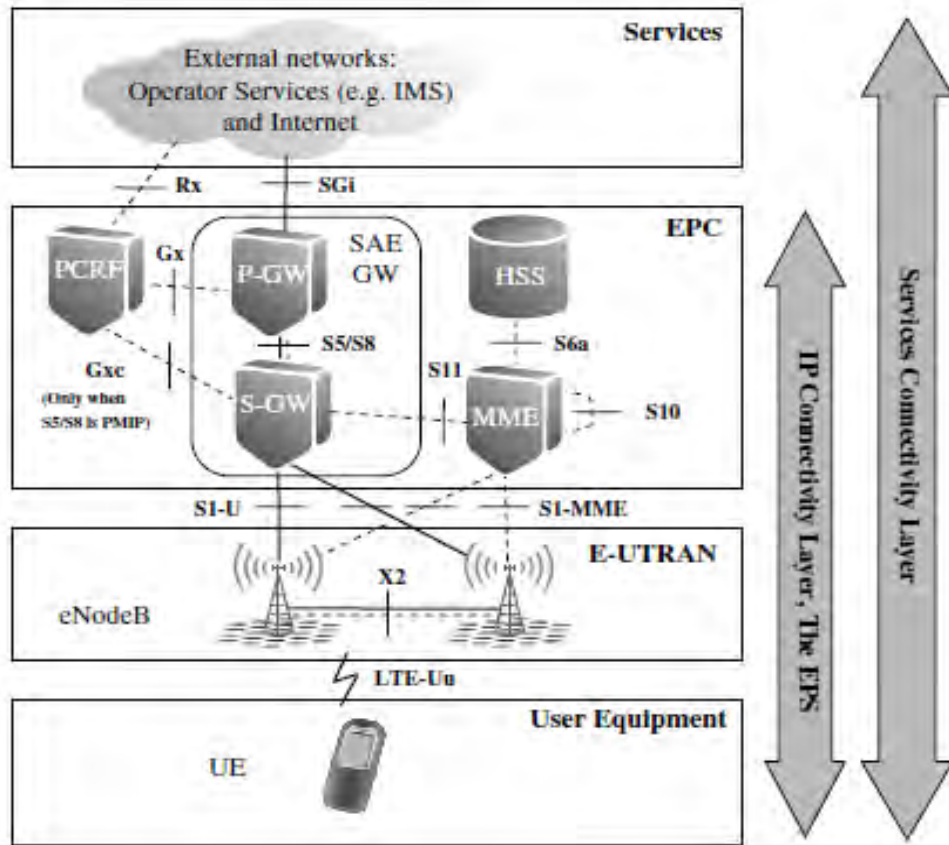 Services
External networks:
Operator Services (e.g. IMS)
and Internet
Rx
SGi
EPC
SAE
GW
PCRF
Gx
P-GW
HSS
S5/S8
S6a
Gxc
(Only when
S5/S8 is PMIP)
S11
S-GW
MME
S10
S1-U
S1-MME
E-UTRAN
X2
eNodeB
LTE-Uu
User Equipment
UE
IP Connectivity Layer, The EPS
Services Connectivity Layer